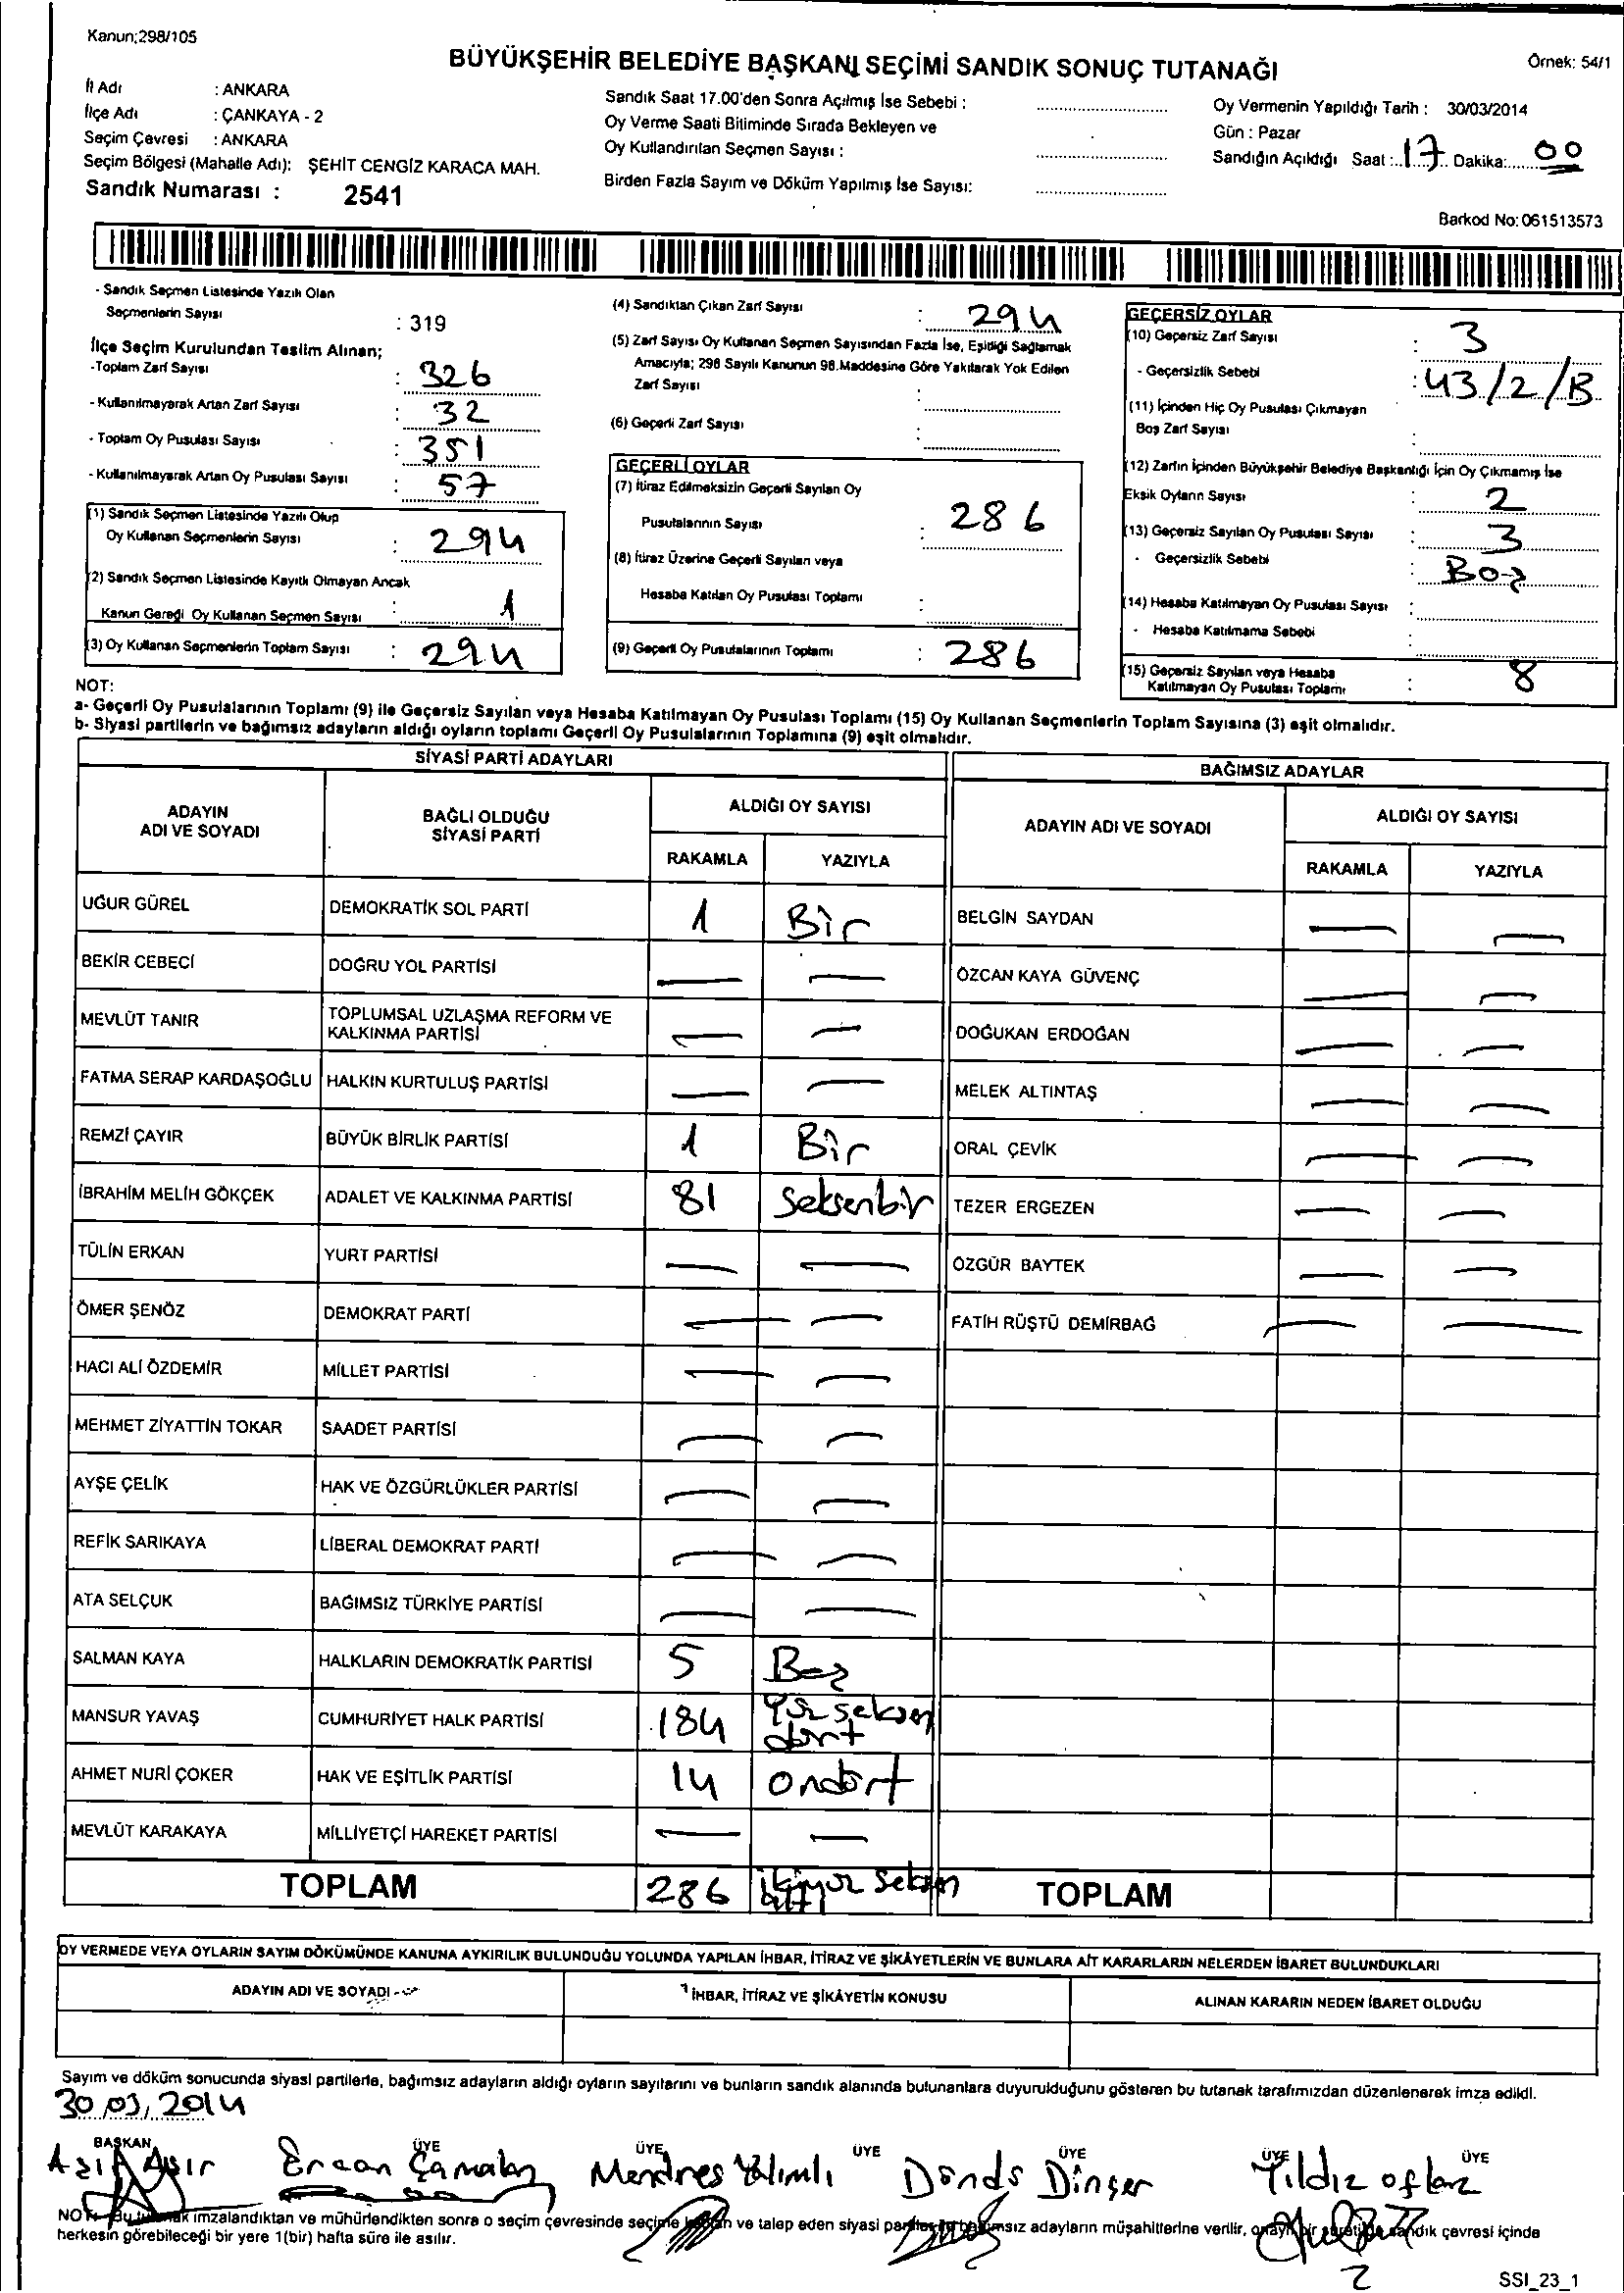 Kanun;298/105
BÜYÜKŞEHİR BELEDİYE BAŞKANI SEÇİMİ SANDIK SONUÇ TUTANAĞI
Örnek: 54/1
İl Adı : ANKARA
İlçe Adı : ÇANKAYA - 2
Seçim Çevresi : ANKARA
Seçim Bölgesi (Mahalle Adı): ŞEHİT CENGİZ KARACA MAH.
Sandık Numarası : 2541
Sandık Saat 17.00'den Sonra Açılmış İse Sebebi :
Oy Verme Saati Bitiminde Sırada Bekleyen ve
Oy Kullandırılan Seçmen Sayısı :
Birden Fazla Sayım ve Döküm Yapılmış İse Sayısı:
Oy Vermenin Yapıldığı Tarih : 30/03/2014
Gün : Pazar
Sandığın Açıldığı Saat : 17 Dakika: 00
Barkod No: 061513573
- Sandık Seçmen Listesinde Yazılı Olan
Seçmenlerin Sayısı : 319
İlçe Seçim Kurulundan Teslim Alınan;
-Toplam Zarf Sayısı : 326
- Kullanılmayarak Artan Zarf Sayısı : 32
- Toplam Oy Pusulası Sayısı : 351
- Kullanılmayarak Artan Oy Pusulası Sayısı : 57
(1) Sandık Seçmen Listesinde Yazılı Olup
Oy Kullanan Seçmenlerin Sayısı : 294
(2) Sandık Seçmen Listesinde Kayıtlı Olmayan Ancak
Kanun Gereği Oy Kullanan Seçmen Sayısı : 1
(3) Oy Kullanan Seçmenlerin Toplam Sayısı : 294
(4) Sandıktan Çıkan Zarf Sayısı : 294
(5) Zarf Sayısı Oy Kullanan Seçmen Sayısından Fazla İse, Eşitliği Sağlamak
Amacıyla; 298 Sayılı Kanunun 98.Maddesine Göre Yakılarak Yok Edilen
Zarf Sayısı :
(6) Geçerli Zarf Sayısı :
GEÇERLİ OYLAR
(7) İtiraz Edilmeksizin Geçerli Sayılan Oy
Pusulalarının Sayısı : 286
(8) İtiraz Üzerine Geçerli Sayılan veya
Hesaba Katılan Oy Pusulası Toplamı :
(9) Geçerli Oy Pusulalarının Toplamı : 286
GEÇERSİZ OYLAR
(10) Geçersiz Zarf Sayısı : 3
- Geçersizlik Sebebi : 43/2/B
(11) İçinden Hiç Oy Pusulası Çıkmayan
Boş Zarf Sayısı :
(12) Zarfın İçinden Büyükşehir Belediye Başkanlığı İçin Oy Çıkmamış İse
Eksik Oyların Sayısı : 2
(13) Geçersiz Sayılan Oy Pusulası Sayısı : 3
- Geçersizlik Sebebi : Boş
(14) Hesaba Katılmayan Oy Pusulası Sayısı :
- Hesaba Katılmama Sebebi :
(15) Geçersiz Sayılan veya Hesaba
Katılmayan Oy Pusulası Toplamı : 8
NOT:
a- Geçerli Oy Pusulalarının Toplamı (9) ile Geçersiz Sayılan veya Hesaba Katılmayan Oy Pusulası Toplamı (15) Oy Kullanan Seçmenlerin Toplam Sayısına (3) eşit olmalıdır.
b- Siyasi partilerin ve bağımsız adayların aldığı oyların toplamı Geçerli Oy Pusulalarının Toplamına (9) eşit olmalıdır.
SİYASİ PARTİ ADAYLARI
ADAYIN ADI VE SOYADI BAĞLI OLDUĞU SİYASİ PARTİ ALDIĞI OY SAYISI
RAKAMLA YAZIYLA
UĞUR GÜREL DEMOKRATİK SOL PARTİ 1 Bir
BEKİR CEBECİ DOĞRU YOL PARTİSİ — —
MEVLÜT TANIR TOPLUMSAL UZLAŞMA REFORM VE KALKINMA PARTİSİ — —
FATMA SERAP KARDAŞOĞLU HALKIN KURTULUŞ PARTİSİ — —
REMZİ ÇAYIR BÜYÜK BİRLİK PARTİSİ 1 Bir
İBRAHİM MELİH GÖKÇEK ADALET VE KALKINMA PARTİSİ 81 Seksenbir
TÜLİN ERKAN YURT PARTİSİ — —
ÖMER ŞENÖZ DEMOKRAT PARTİ — —
HACI ALİ ÖZDEMİR MİLLET PARTİSİ — —
MEHMET ZİYATTİN TOKAR SAADET PARTİSİ — —
AYŞE ÇELİK HAK VE ÖZGÜRLÜKLER PARTİSİ — —
REFİK SARIKAYA LİBERAL DEMOKRAT PARTİ — —
ATA SELÇUK BAĞIMSIZ TÜRKİYE PARTİSİ — —
SALMAN KAYA HALKLARIN DEMOKRATİK PARTİSİ 5 Beş
MANSUR YAVAŞ CUMHURİYET HALK PARTİSİ 184 Yüzseksen dört
AHMET NURİ ÇOKER HAK VE EŞİTLİK PARTİSİ 14 Ondört
MEVLÜT KARAKAYA MİLLİYETÇİ HAREKET PARTİSİ — —
TOPLAM 286 ikiyüz seksen altı
BAĞIMSIZ ADAYLAR
ADAYIN ADI VE SOYADI ALDIĞI OY SAYISI
RAKAMLA YAZIYLA
BELGİN SAYDAN — —
ÖZCAN KAYA GÜVENÇ — —
DOĞUKAN ERDOĞAN — —
MELEK ALTINTAŞ — —
ORAL ÇEVİK — —
TEZER ERGEZEN — —
ÖZGÜR BAYTEK — —
FATİH RÜŞTÜ DEMİRBAĞ — —
TOPLAM
OY VERMEDE VEYA OYLARIN SAYIM DÖKÜMÜNDE KANUNA AYKIRILIK BULUNDUĞU YOLUNDA YAPILAN İHBAR, İTİRAZ VE ŞİKÂYETLERİN VE BUNLARA AİT KARARLARIN NELERDEN İBARET BULUNDUKLARI
ADAYIN ADI VE SOYADI İHBAR, İTİRAZ VE ŞİKÂYETİN KONUSU ALINAN KARARIN NEDEN İBARET OLDUĞU
Sayım ve döküm sonucunda siyasi partilerle, bağımsız adayların aldığı oyların sayılarını ve bunların sandık alanında bulunanlara duyurulduğunu gösteren bu tutanak tarafımızdan düzenlenerek imza edildi.
30.03.2014
BAŞKAN ÜYE ÜYE ÜYE ÜYE ÜYE ÜYE
Ercan Menderes Yılımlı Döndü Dinçer Yıldız
NOT: Bu tutanak imzalandıktan ve mühürlendikten sonra o seçim çevresinde seçime katılan ve talep eden siyasi partiler ile bağımsız adayların müşahitlerine verilir, onaylı bir suretide sandık çevresi içinde
herkesin görebileceği bir yere 1(bir) hafta süre ile asılır.
2
SSI_23_1